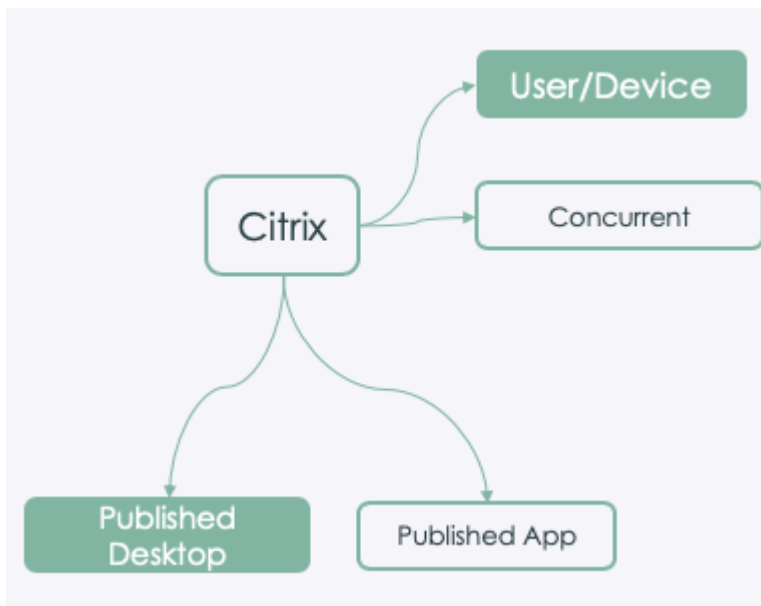 User/Device
Citrix
Concurrent
Published
Desktop
Published App